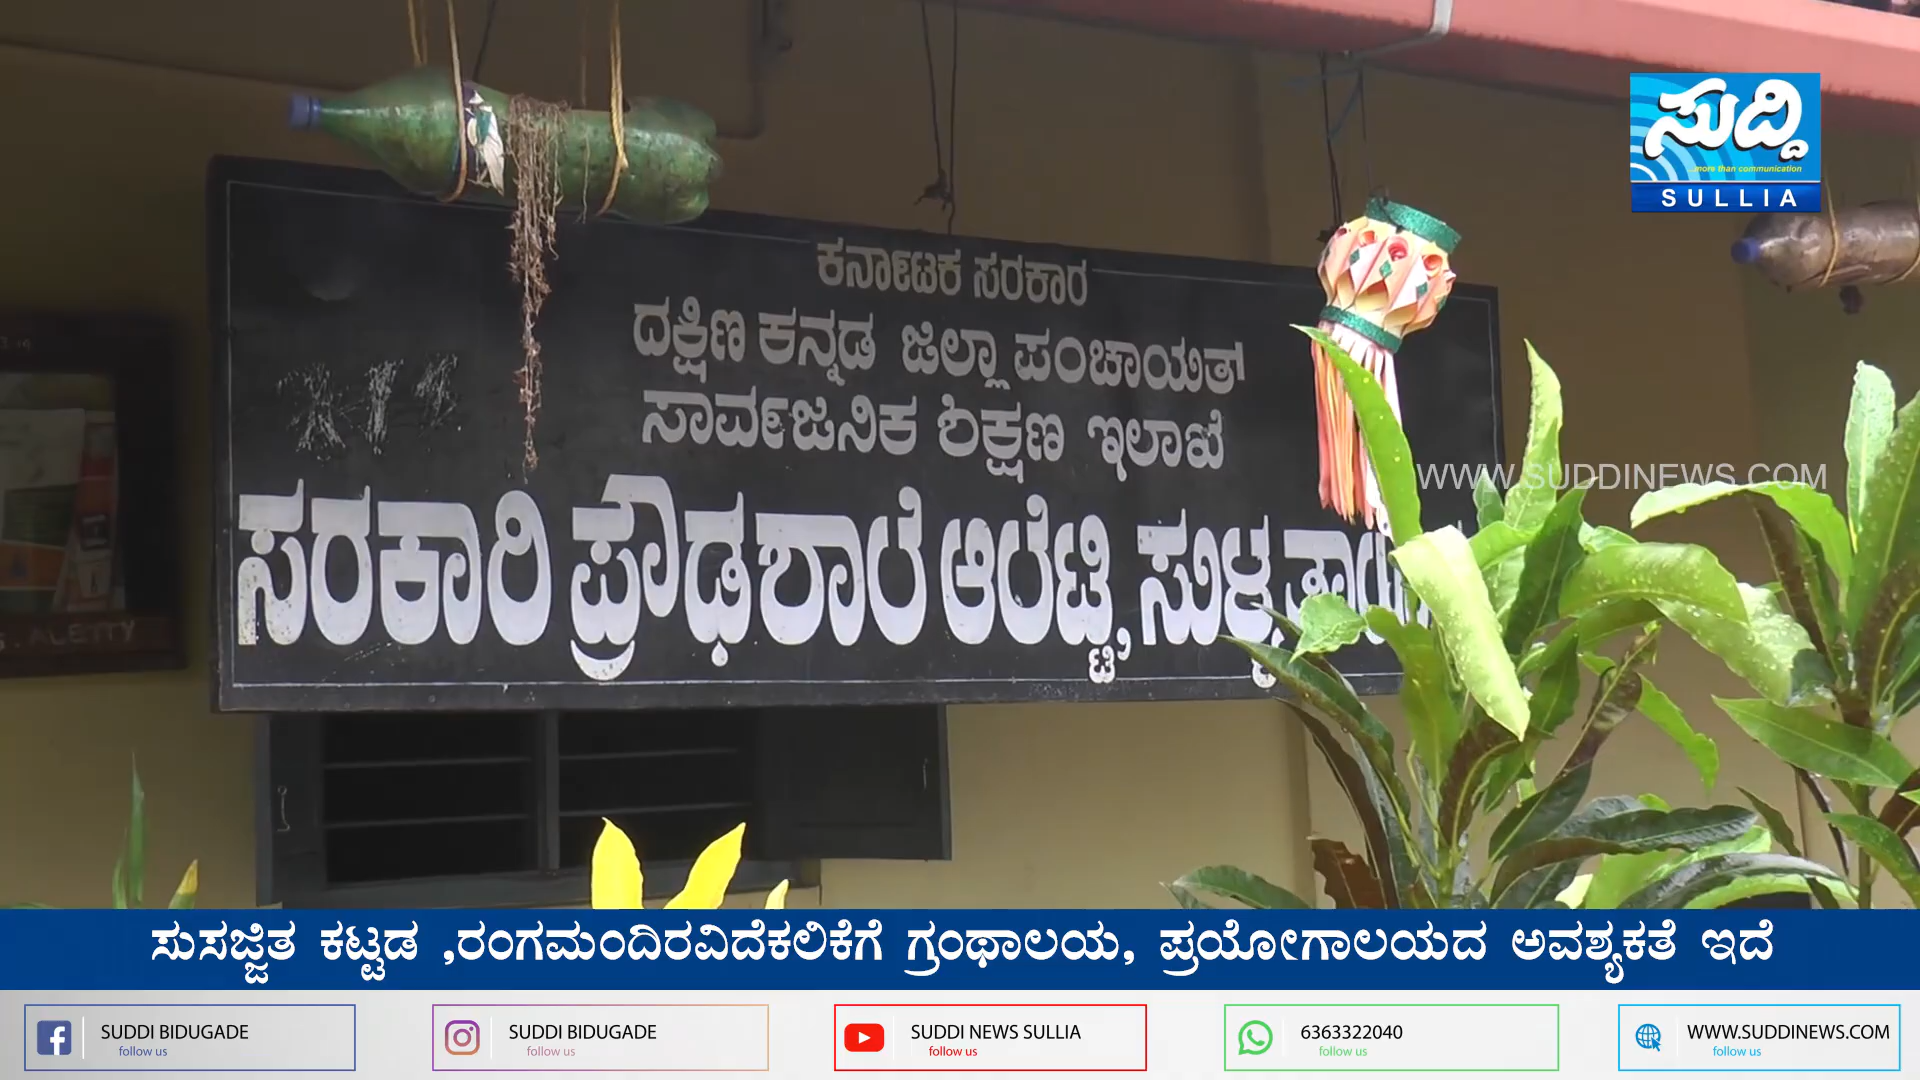 ಸುದ್ದಿ
...more than communication
SULLIA
ಕರ್ನಾಟಕ ಸರಕಾರ
ದಕ್ಷಿಣ ಕನ್ನಡ ಜಿಲ್ಲಾ ಪಂಚಾಯತ್
ಸಾರ್ವಜನಿಕ ಶಿಕ್ಷಣ ಇಲಾಖೆ
ಸರಕಾರಿ ಪ್ರೌಢಶಾಲೆ ಆಲೆಟ್ಟಿ, ಸುಳ್ಯ
WWW.SUDDINEWS.COM
ALETTY
ಸುಸಜ್ಜಿತ ಕಟ್ಟಡ ,ರಂಗಮಂದಿರವಿದೆಕಲಿಕೆಗೆ ಗ್ರಂಥಾಲಯ, ಪ್ರಯೋಗಾಲಯದ ಅವಶ್ಯಕತೆ ಇದೆ
SUDDI BIDUGADE
follow us
SUDDI BIDUGADE
follow us
SUDDI NEWS SULLIA
follow us
6363322040
follow us
WWW.SUDDINEWS.COM
follow us